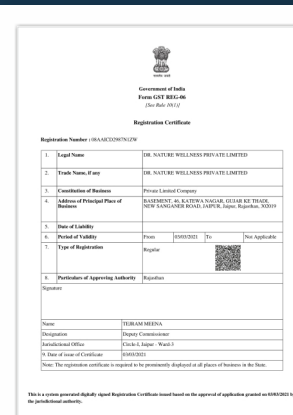 Government of India
Form GST REG-06
[See Rule 10(1)]
Registration Certificate
Registration Number :
1. Legal Name DR. NATURE WELLNESS PRIVATE LIMITED
2. Trade Name, if any DR. NATURE WELLNESS PRIVATE LIMITED
3. Constitution of Business Private Limited Company
4. Address of Principal Place of Business BASEMENT, 46, KATEWA NAGAR, GUJAR KE THADI, NEW SANGANER ROAD, JAIPUR, Jaipur, Rajasthan, 302019
5. Date of Liability
6. Period of Validity From 03/03/2021 To Not Applicable
7. Type of Registration Regular
8. Particulars of Approving Authority Rajasthan
Signature
Name TEJRAM MEENA
Designation Deputy Commissioner
Jurisdictional Office Circle-J, Jaipur - Ward-3
9. Date of issue of Certificate 03/03/2021
Note: The registration certificate is required to be prominently displayed at all places of business in the State.
This is a system generated digitally signed Registration Certificate issued based on the approval of application granted on 03/03/2021 by
the jurisdictional authority.